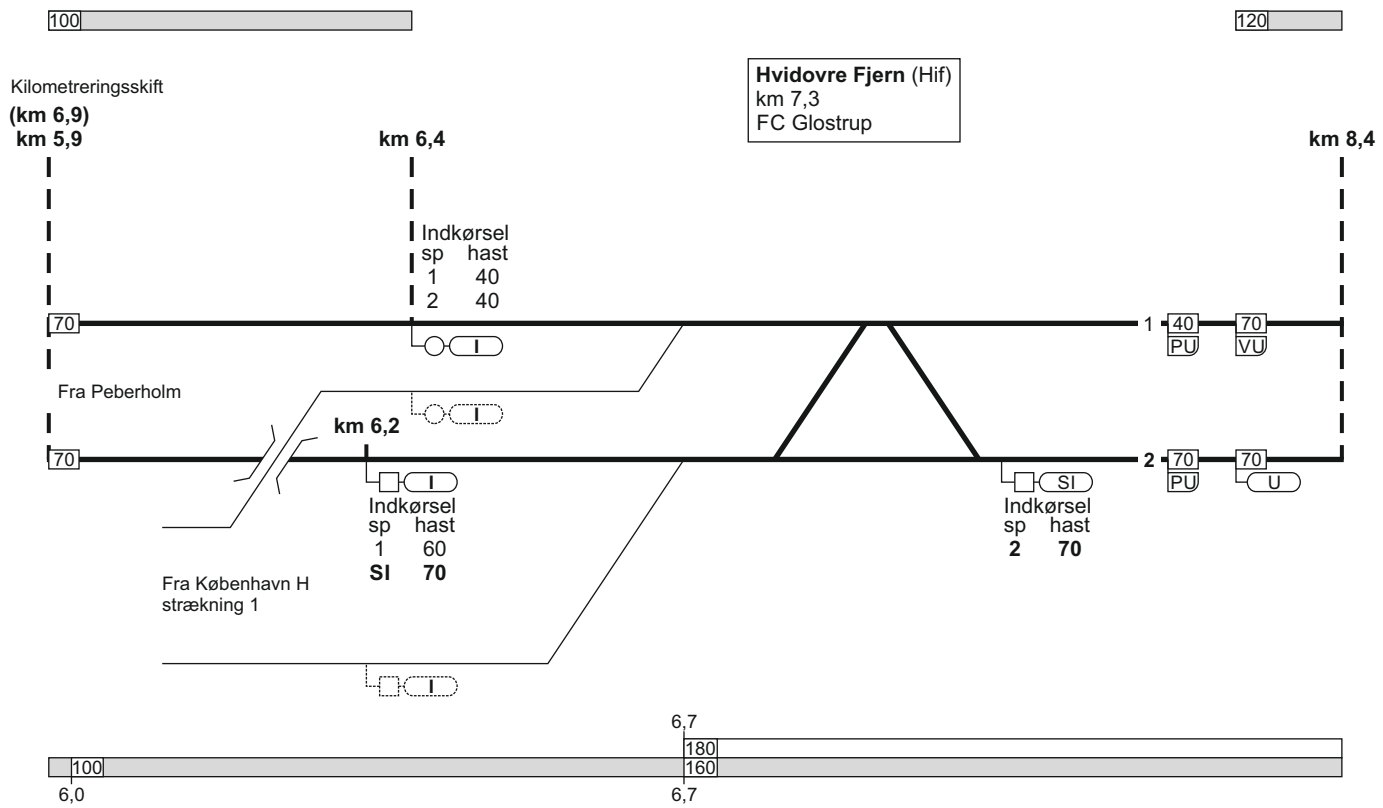 100
120
Kilometreringsskift
(km 6,9)
km 5,9
km 6,4
Hvidovre Fjern (Hif)
km 7,3
FC Glostrup
km 8,4
Indkørsel
sp hast
1 40
2 40
70
1
40
70
I
PU
VU
Fra Peberholm
I
km 6,2
70
2
70
70
I
SI
PU
U
Indkørsel
sp hast
1 60
SI 70
Indkørsel
sp hast
2 70
Fra København H
strækning 1
I
6,7
180
100
160
6,0
6,7